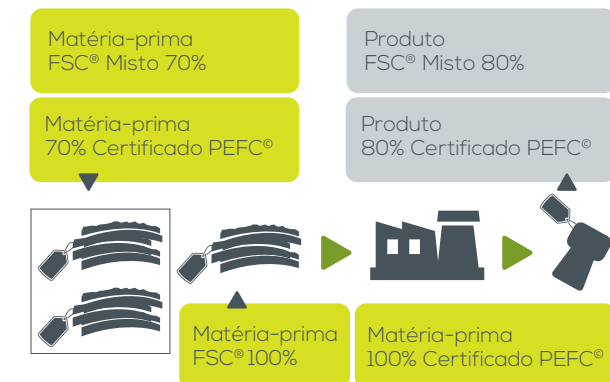 Matéria-prima
FSC® Misto 70%
Produto
FSC® Misto 80%
Matéria-prima
70% Certificado PEFC©
Produto
80% Certificado PEFC©
Matéria-prima
FSC® 100%
Matéria-prima
100% Certificado PEFC©